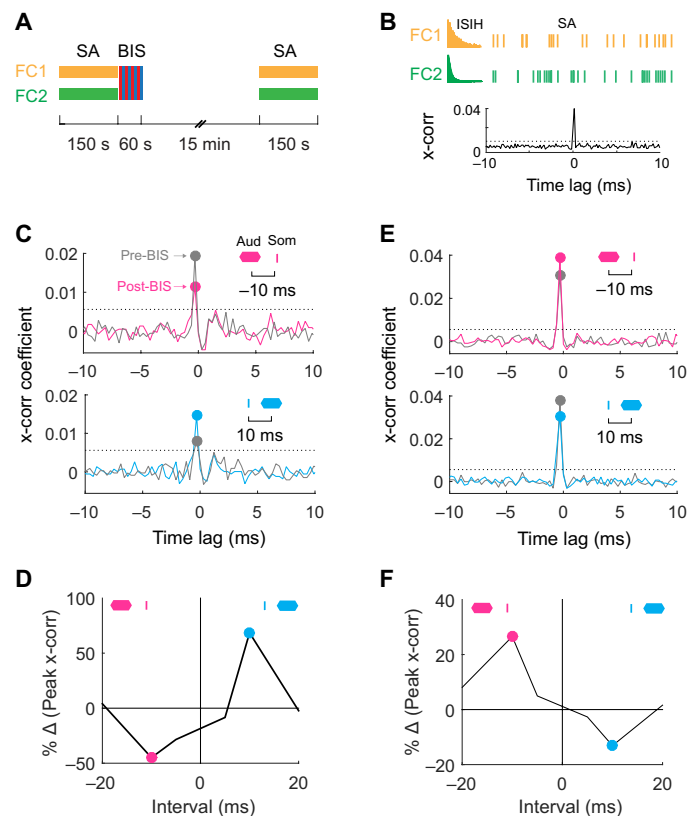 A
SA BIS SA
FC1
FC2
150 s 60 s 15 min 150 s
B
ISIH SA
FC1
FC2
0.04
x-corr
0
−10 0 10
Time lag (ms)
C
0.02
0.01
0
Pre-BIS
Post-BIS
Aud Som
−10 ms
−10 −5 0 5 10
x-corr coefficient
0.02
0.01
0
10 ms
−10 −5 0 5 10
Time lag (ms)
E
0.04
0.02
0
−10 ms
−10 −5 0 5 10
x-corr coefficient
0.04
0.02
0
10 ms
−10 −5 0 5 10
Time lag (ms)
D
100
50
0
−50
% Δ (Peak x-corr)
−20 0 20
Interval (ms)
F
40
20
0
−20
% Δ (Peak x-corr)
−20 0 20
Interval (ms)